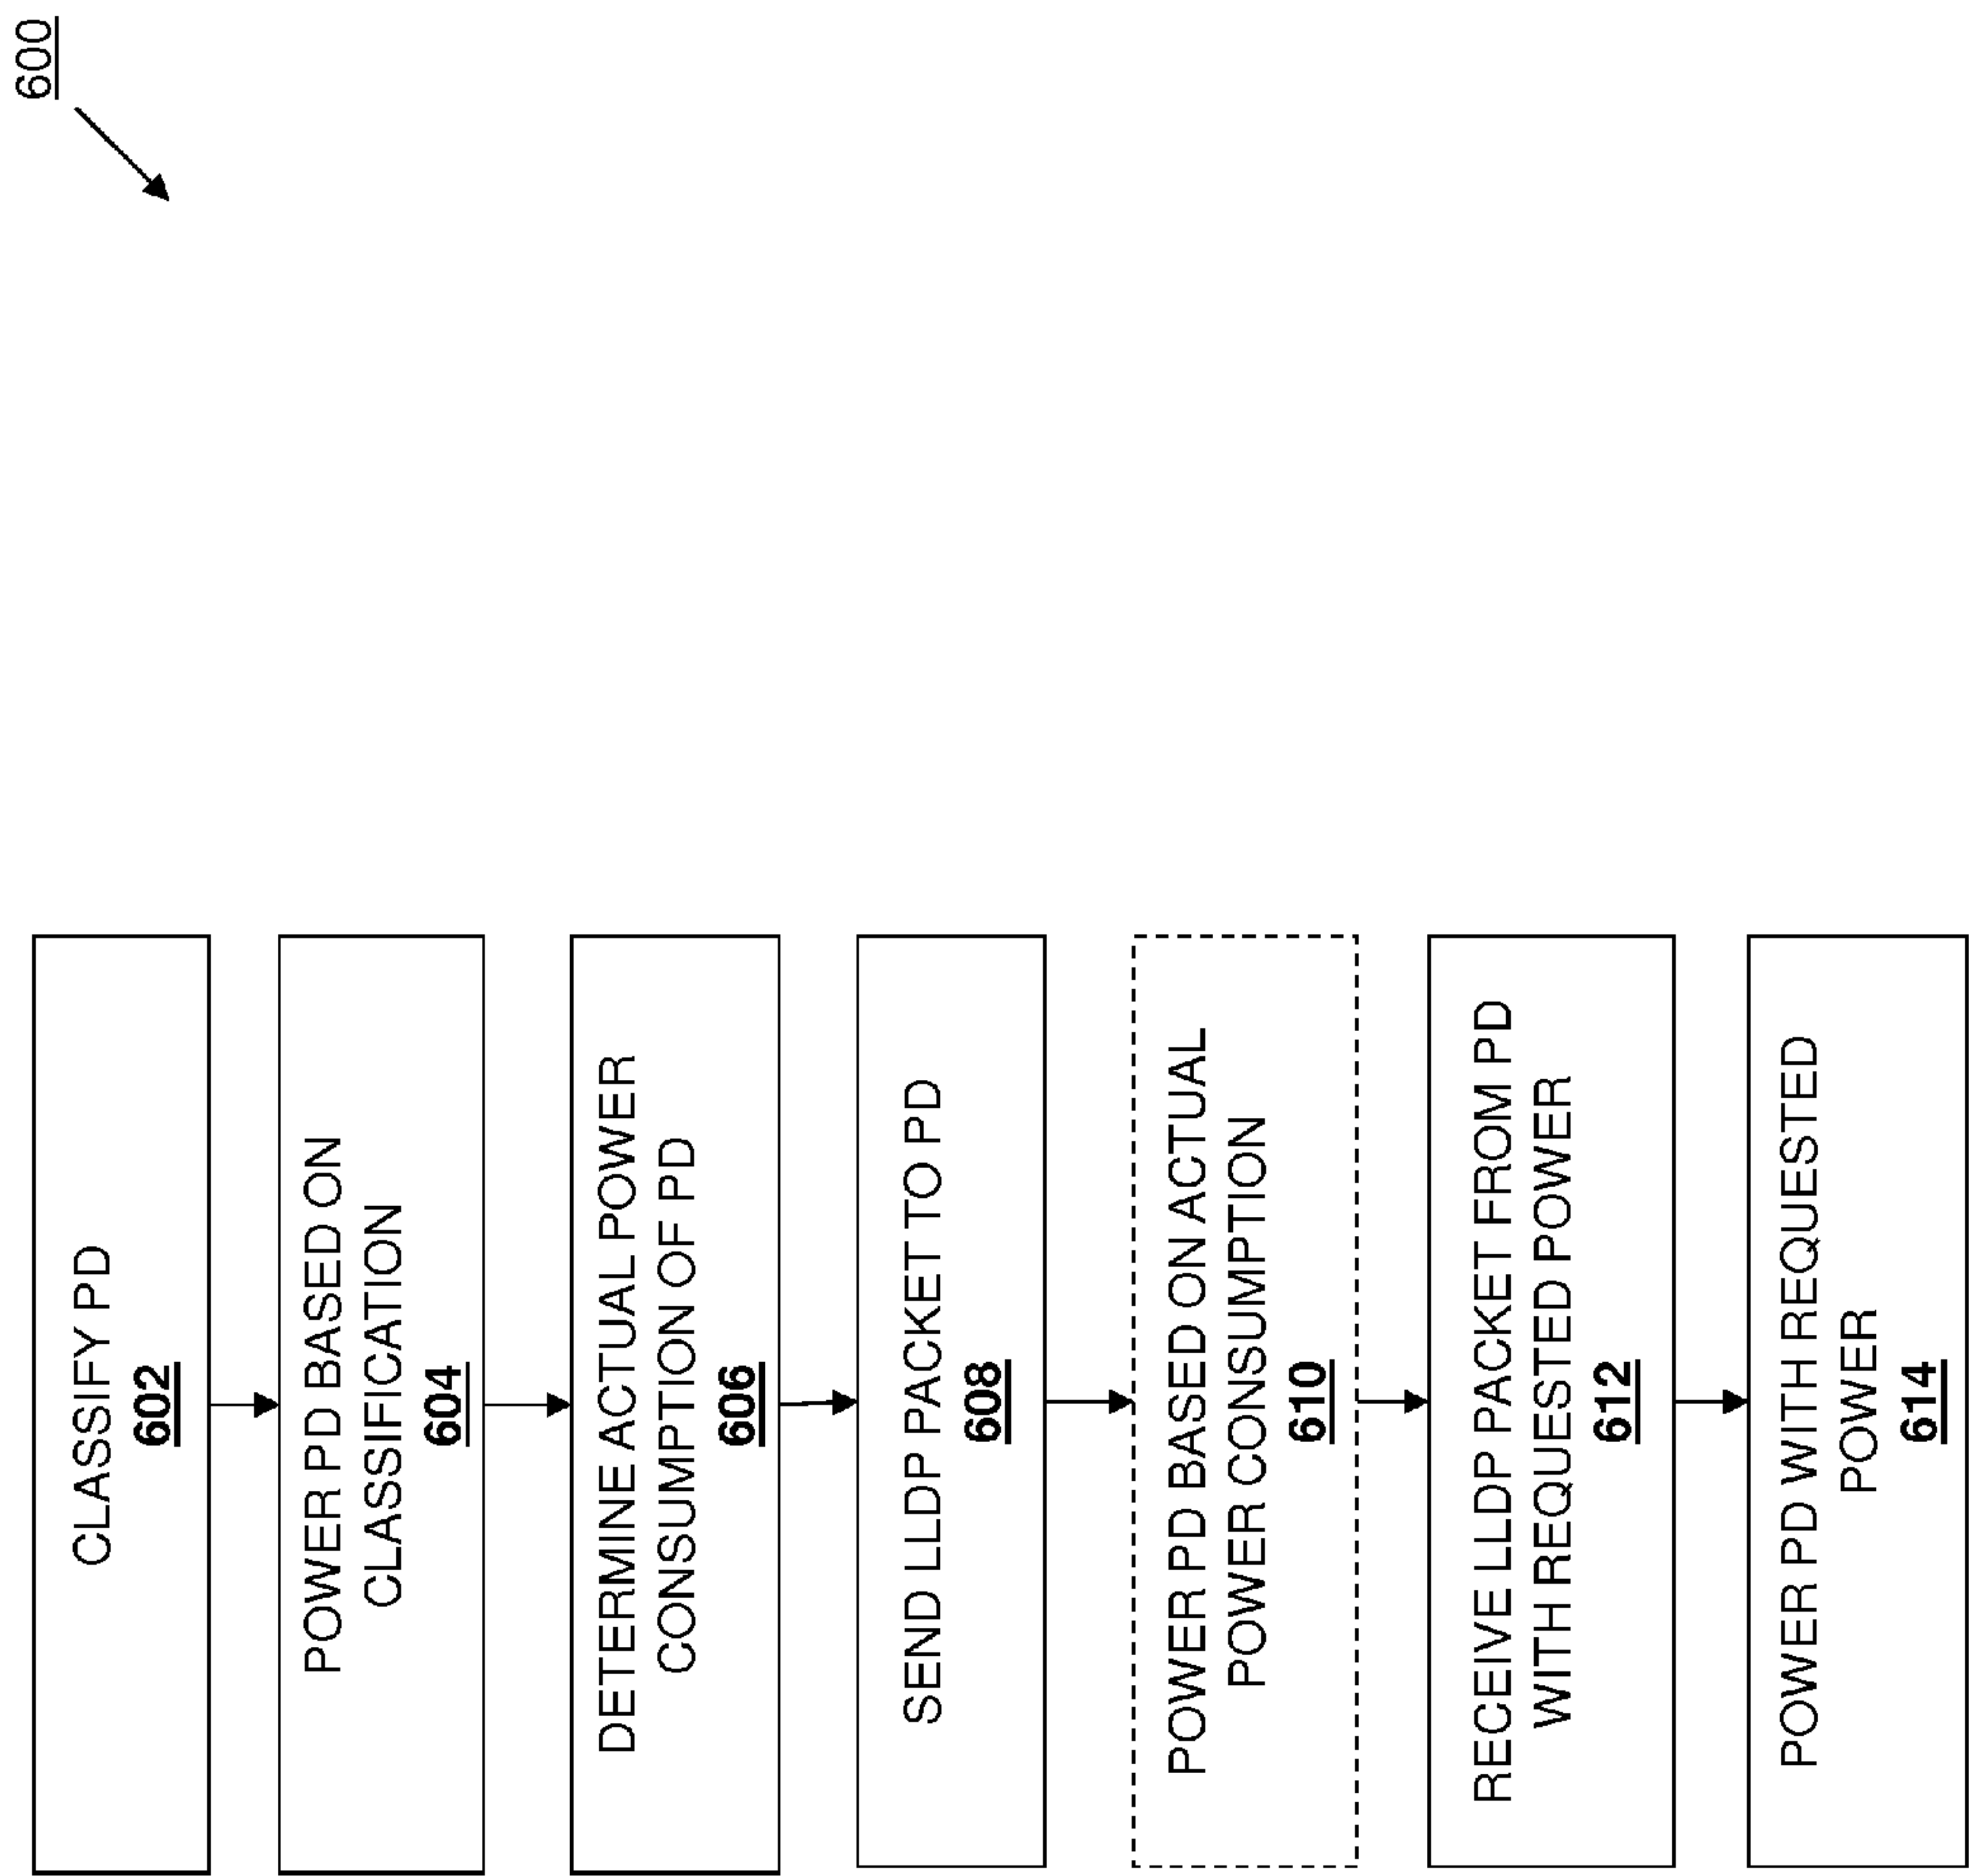 600
CLASSIFY PD
602
POWER PD BASED ON
CLASSIFICATION
604
DETERMINE ACTUAL POWER
CONSUMPTION OF PD
606
SEND LLDP PACKET TO PD
608
POWER PD BASED ON ACTUAL
POWER CONSUMPTION
610
RECEIVE LLDP PACKET FROM PD
WITH REQUESTED POWER
612
POWER PD WITH REQUESTED
POWER
614